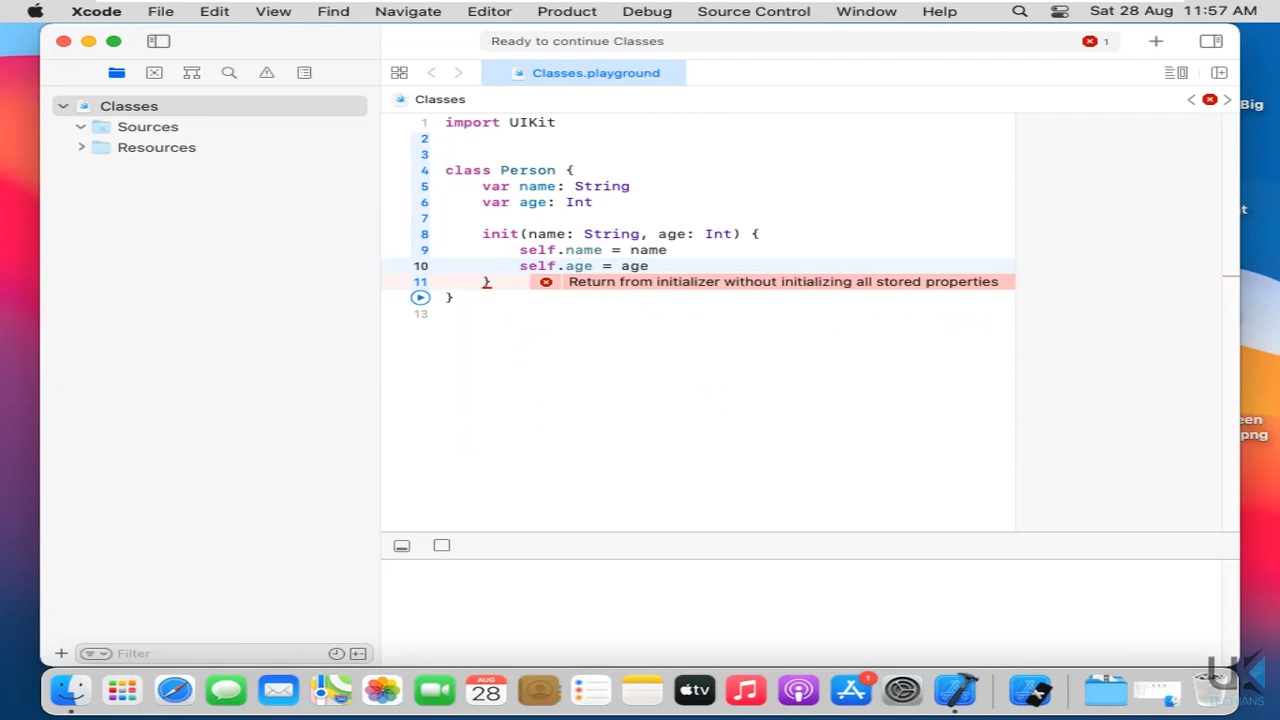 Xcode File Edit View Find Navigate Editor Product Debug Source Control Window Help Sat 28 Aug 11:57 AM
Ready to continue Classes 1
Classes.playground
Classes
Sources
Resources
Classes
1 import UIKit
2
3
4 class Person {
5 var name: String
6 var age: Int
7
8 init(name: String, age: Int) {
9 self.name = name
10 self.age = age
11 } Return from initializer without initializing all stored properties
}
13
Filter
Big
png
AUG
28
tv
1
UK